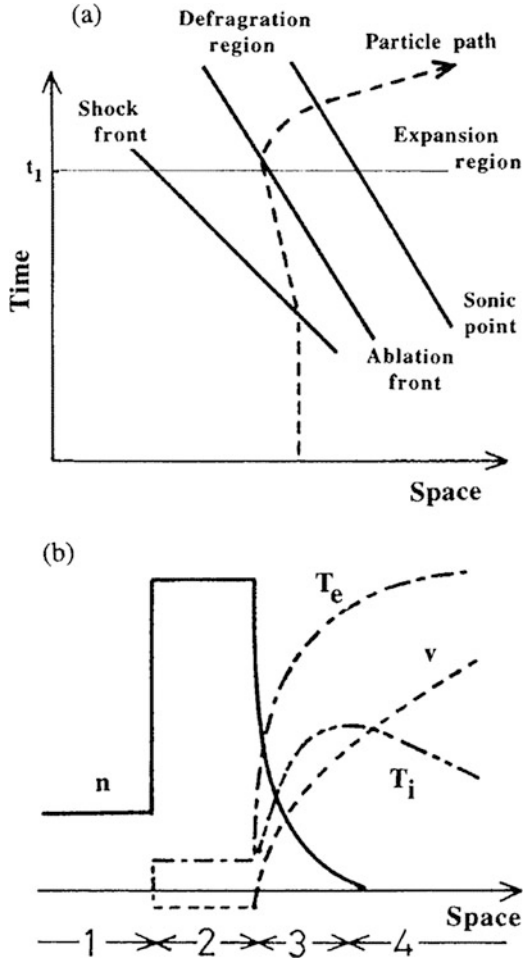 (a)
Defragration
region
Particle path
Shock
front
t1
Expansion
region
Time
Sonic
point
Ablation
front
Space
(b)
Te
v
n
Ti
Space
1 2 3 4